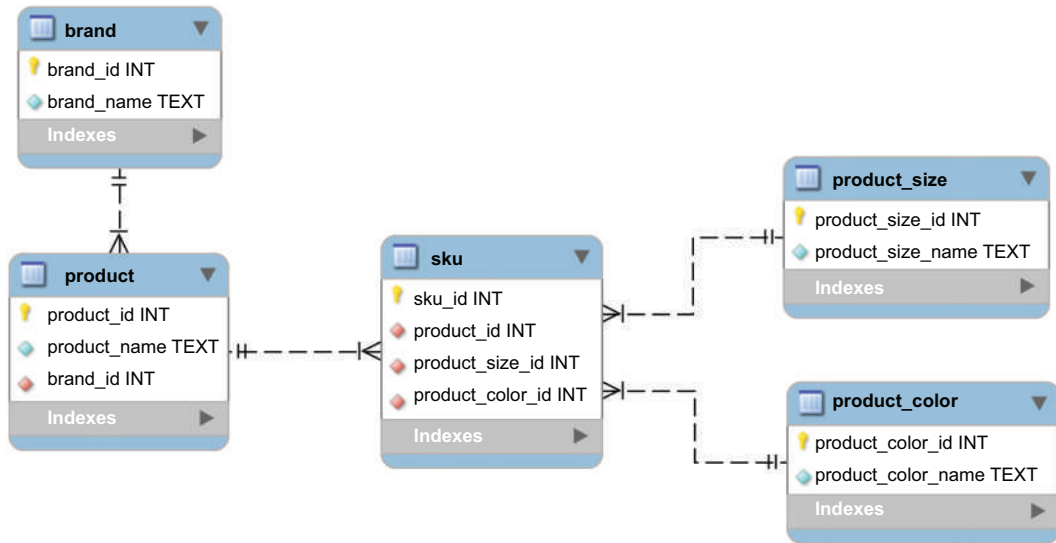 brand
brand_id INT
brand_name TEXT
Indexes
product
product_id INT
product_name TEXT
brand_id INT
Indexes
sku
sku_id INT
product_id INT
product_size_id INT
product_color_id INT
Indexes
product_size
product_size_id INT
product_size_name TEXT
Indexes
product_color
product_color_id INT
product_color_name TEXT
Indexes